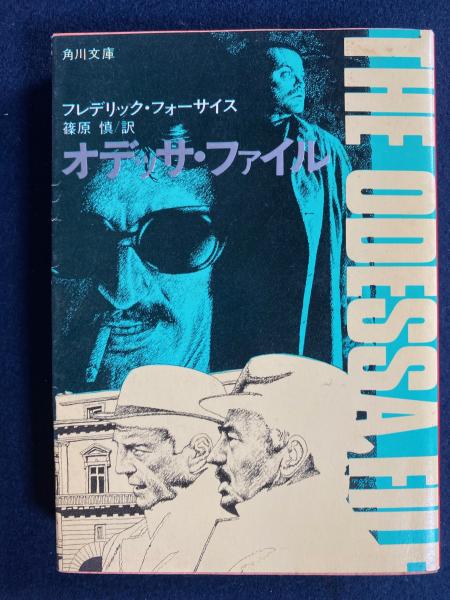 角川文庫
フレデリック・フォーサイス
篠原 慎/訳
オデッサ・ファイル
THE ODESSA FILE